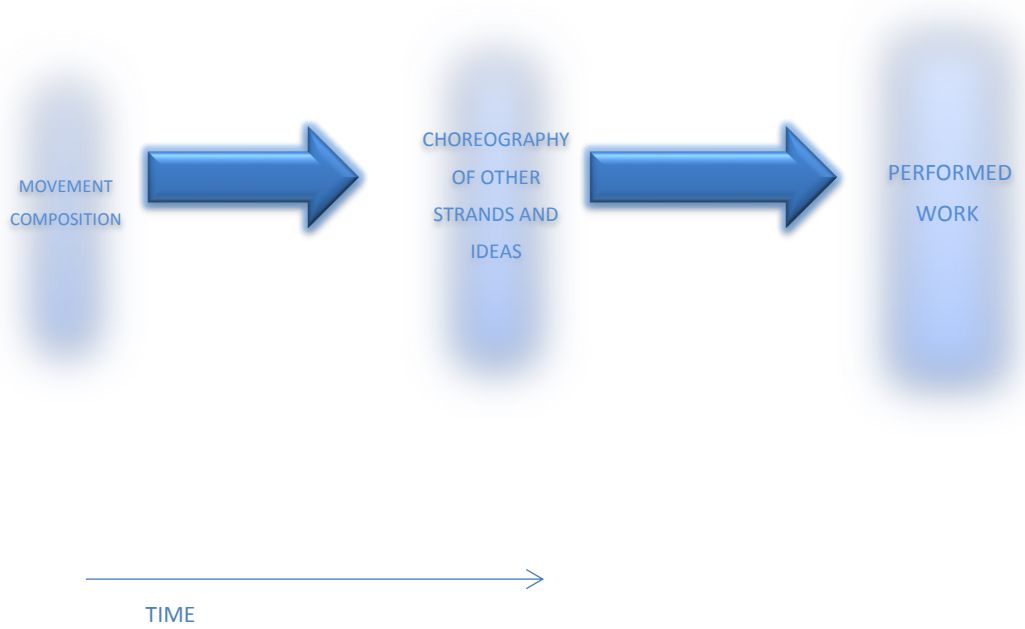 MOVEMENT
COMPOSITION
CHOREOGRAPHY
OF OTHER
STRANDS AND
IDEAS
PERFORMED
WORK
TIME